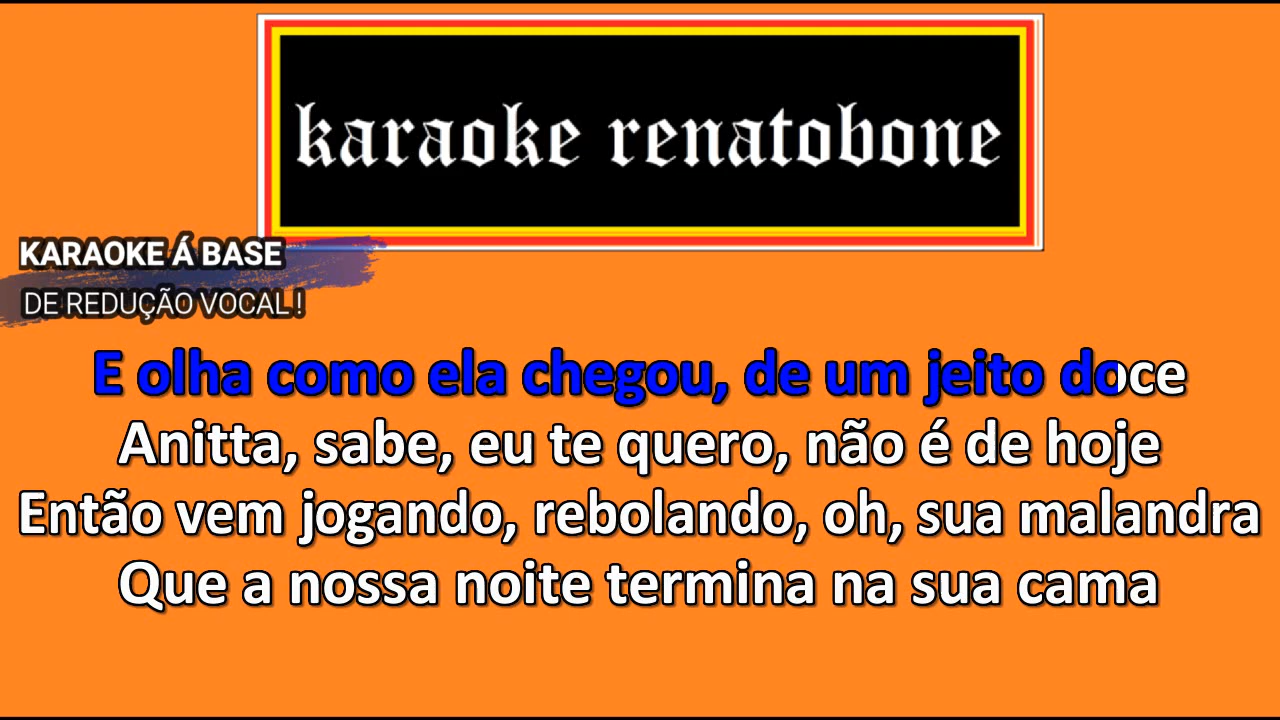 karaoke renatobone
KARAOKE Á BASE
DE REDUÇÃO VOCAL !
E olha como ela chegou, de um jeito doce
Anitta, sabe, eu te quero, não é de hoje
Então vem jogando, rebolando, oh, sua malandra
Que a nossa noite termina na sua cama